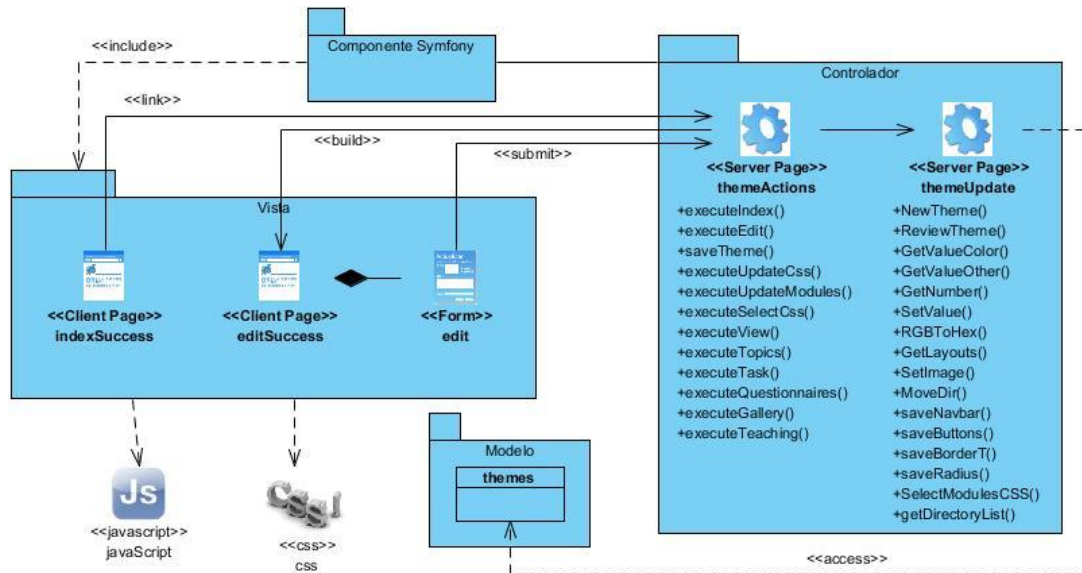 Componente Symfony
<<include>>
<<link>>
<<build>>
<<submit>>
Controlador
<<Server Page>>
themeActions
+executeIndex()
+executeEdit()
+saveTheme()
+executeUpdateCss()
+executeUpdateModules()
+executeSelectCss()
+executeView()
+executeTopics()
+executeTask()
+executeQuestionnaires()
+executeGallery()
+executeTeaching()
<<Server Page>>
themeUpdate
+NewTheme()
+ReviewTheme()
+GetValueColor()
+GetValueOther()
+GetNumber()
+SetValue()
+RGBToHex()
+GetLayouts()
+SetImage()
+MoveDir()
+saveNavbar()
+saveButtons()
+saveBorderT()
+saveRadius()
+SelectModulesCSS()
+getDirectoryList()
Vista
<<Client Page>>
indexSuccess
<<Client Page>>
editSuccess
<<Form>>
edit
Js
<<javascript>>
javaScript
CSS!
<<css>>
css
Modelo
themes
<<access>>